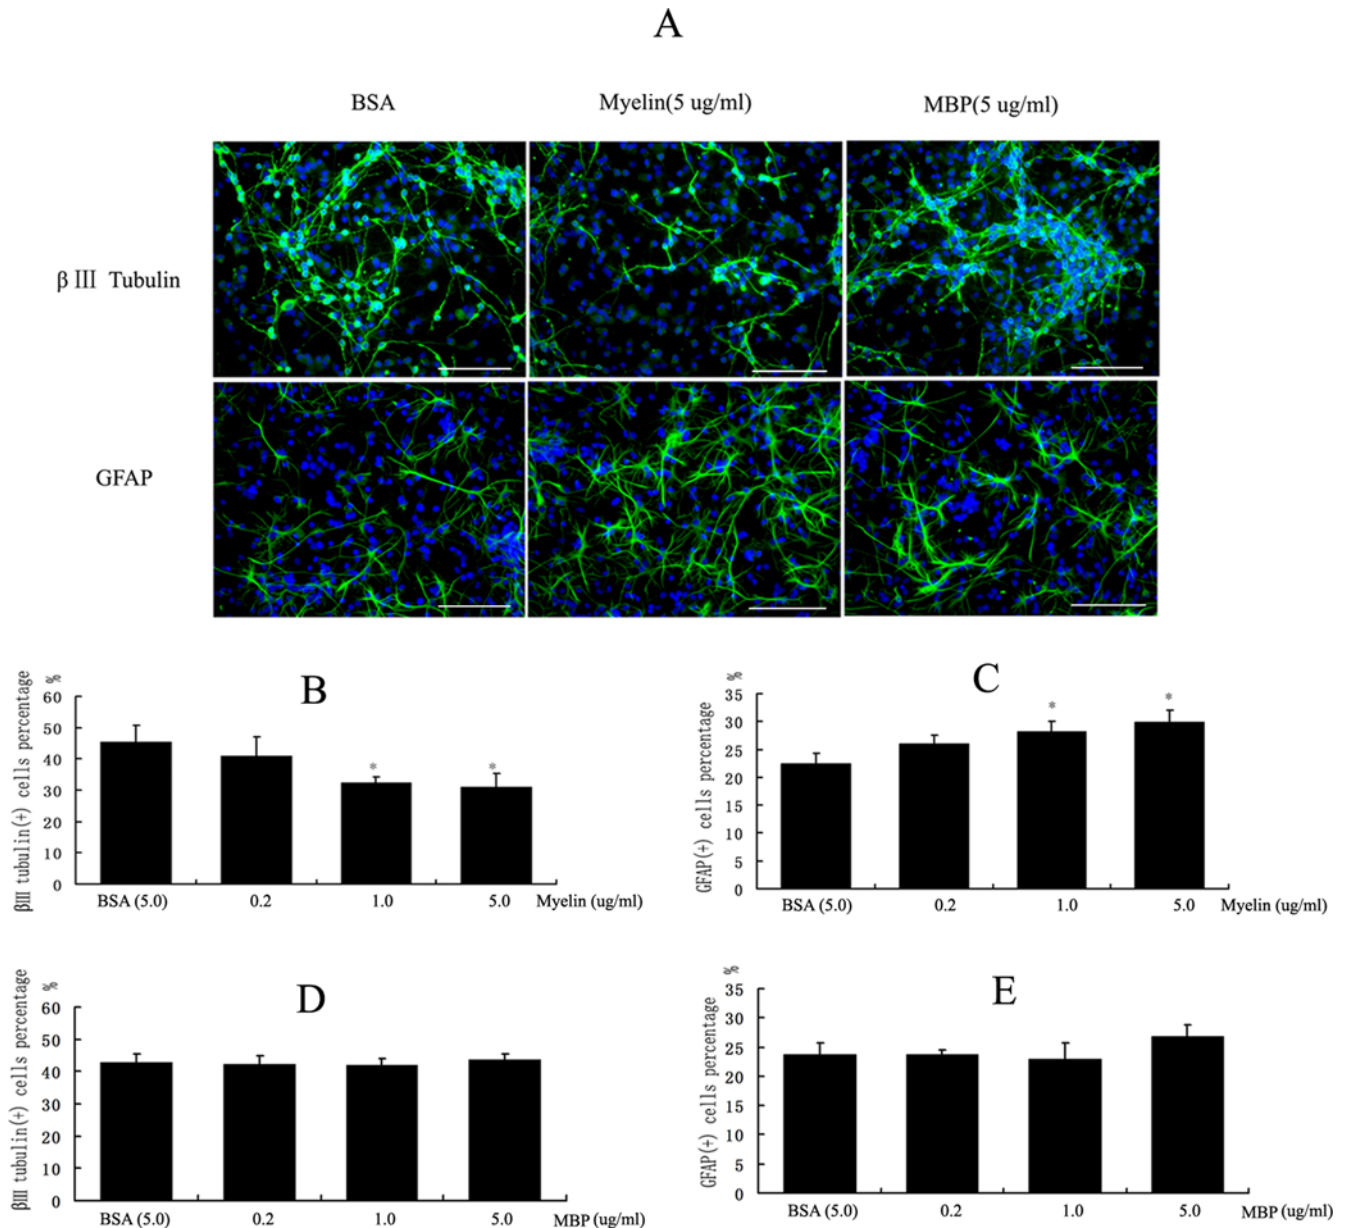 A
BSA Myelin(5 ug/ml) MBP(5 ug/ml)
βⅢ Tubulin
GFAP
B
βⅢ tubulin(+) cells percentage %
60
50
40
30
20
10
0
BSA (5.0) 0.2 1.0 5.0 Myelin (ug/ml)
* *
C
GFAP(+) cells percentage %
35
30
25
20
15
10
5
0
BSA (5.0) 0.2 1.0 5.0 Myelin (ug/ml)
* *
D
βⅢ tubulin(+) cells percentage %
60
50
40
30
20
10
0
BSA (5.0) 0.2 1.0 5.0 MBP (ug/ml)
E
GFAP(+) cells percentage %
35
30
25
20
15
10
5
0
BSA (5.0) 0.2 1.0 5.0 MBP (ug/ml)